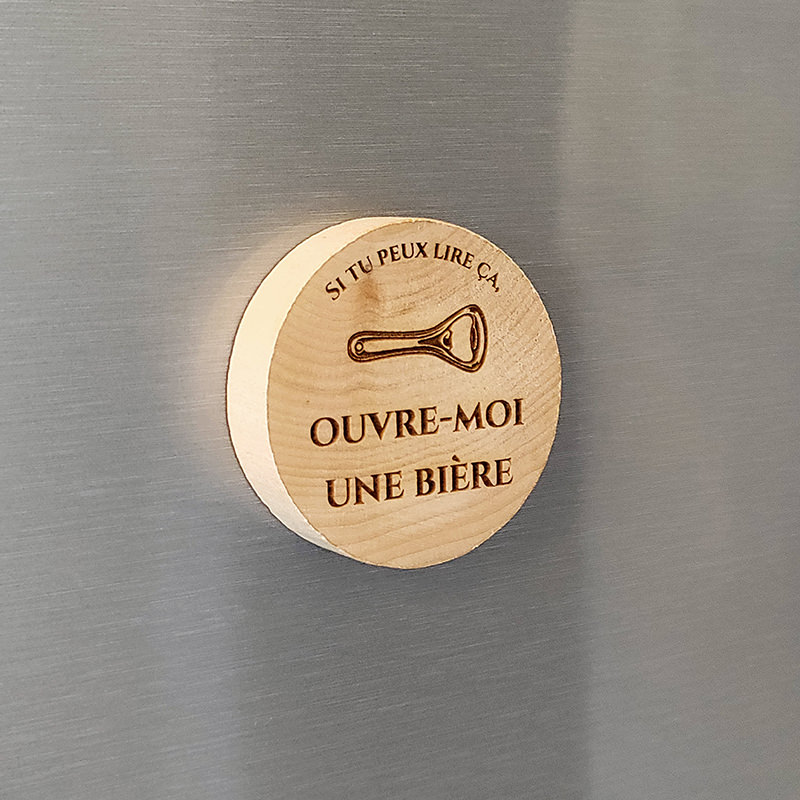 SI TU PEUX LIRE ÇA,
OUVRE-MOI
UNE BIÈRE